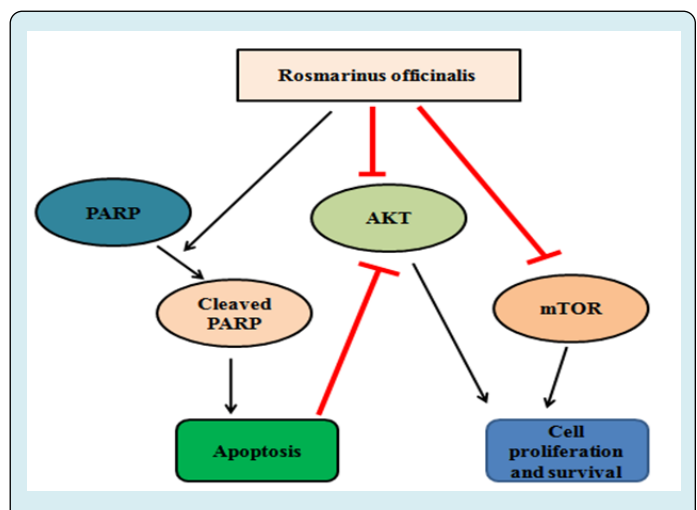 Rosmarinus officinalis
PARP
AKT
Cleaved
PARP
mTOR
Apoptosis
Cell
proliferation
and survival